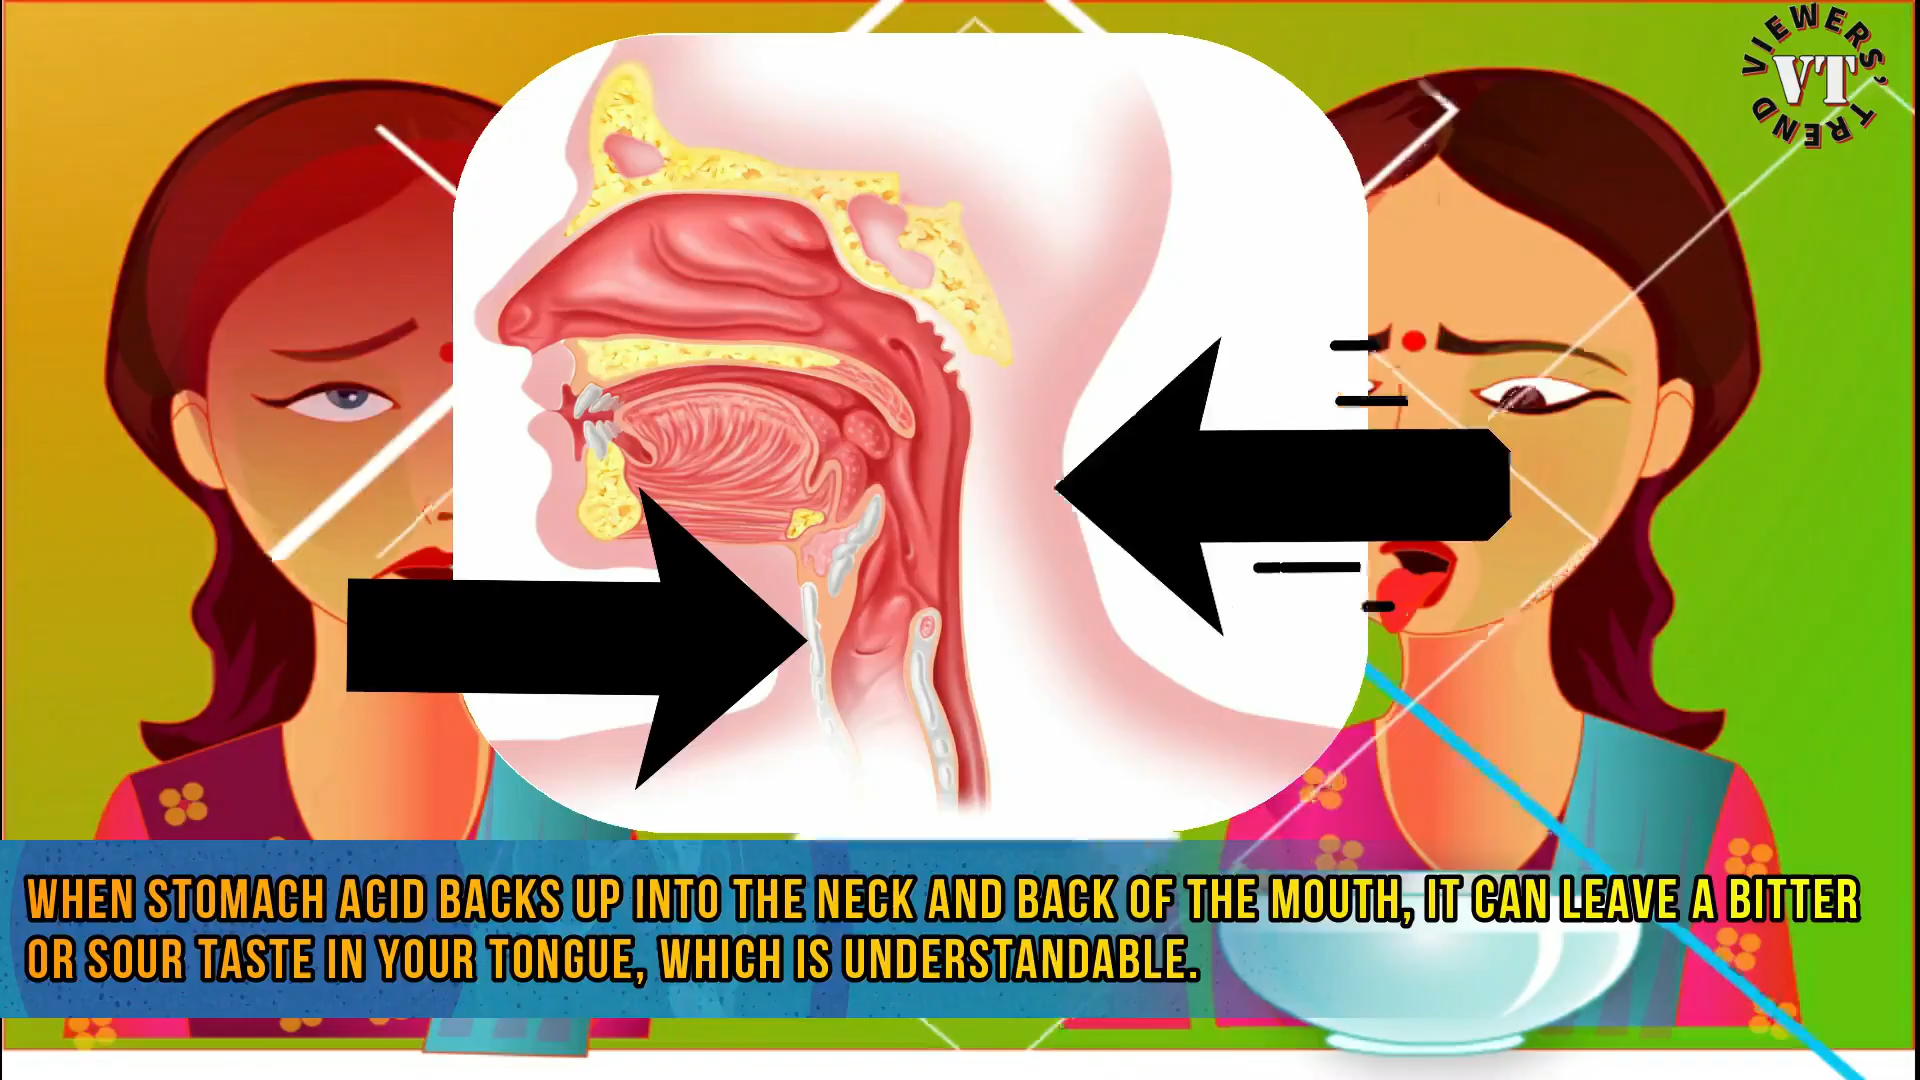 VIEWERS' TREND
VT
WHEN STOMACH ACID BACKS UP INTO THE NECK AND BACK OF THE MOUTH, IT CAN LEAVE A BITTER
OR SOUR TASTE IN YOUR TONGUE, WHICH IS UNDERSTANDABLE.